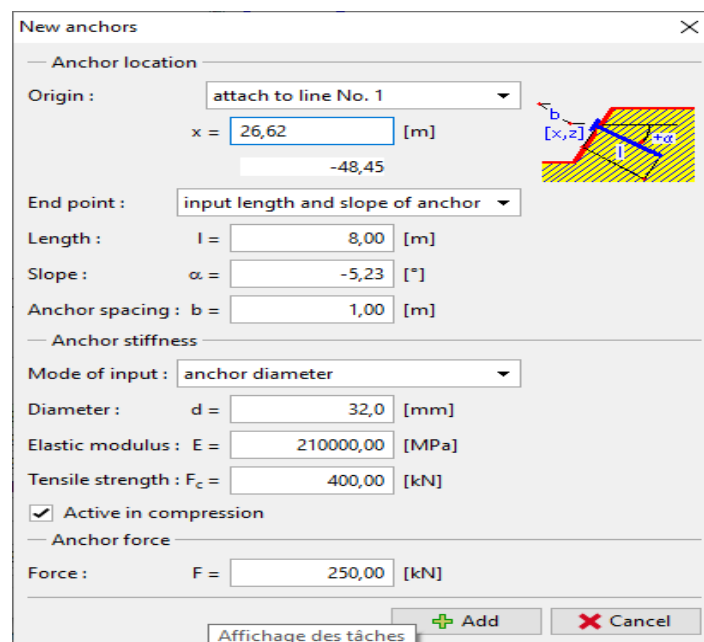 New anchors
Anchor location
Origin : attach to line No. 1
x = 26,62 [m]
-48,45
b
[x,z]
+α
l
End point : input length and slope of anchor
Length : l = 8,00 [m]
Slope : α = -5,23 [°]
Anchor spacing : b = 1,00 [m]
Anchor stiffness
Mode of input : anchor diameter
Diameter : d = 32,0 [mm]
Elastic modulus : E = 210000,00 [MPa]
Tensile strength : Fc = 400,00 [kN]
Active in compression
Anchor force
Force : F = 250,00 [kN]
Add Cancel
Affichage des tâches